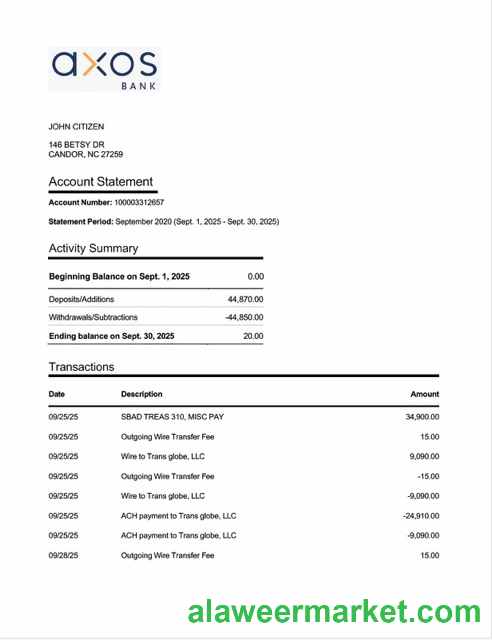 axos
BANK
JOHN CITIZEN
146 BETSY DR
CANDOR, NC 27259
Account Statement
Account Number: 100003312657
Statement Period: September 2020 (Sept. 1, 2025 - Sept. 30, 2025)
Activity Summary
Beginning Balance on Sept. 1, 2025 0.00
Deposits/Additions 44,870.00
Withdrawals/Subtractions -44,850.00
Ending balance on Sept. 30, 2025 20.00
Transactions
Date Description Amount
09/25/25 SBAD TREAS 310, MISC PAY 34,900.00
09/25/25 Outgoing Wire Transfer Fee 15.00
09/25/25 Wire to Trans globe, LLC 9,090.00
09/25/25 Outgoing Wire Transfer Fee -15.00
09/25/25 Wire to Trans globe, LLC -9,090.00
09/25/25 ACH payment to Trans globe, LLC -24,910.00
09/25/25 ACH payment to Trans globe, LLC -9,090.00
09/28/25 Outgoing Wire Transfer Fee 15.00
alaweermarket.com